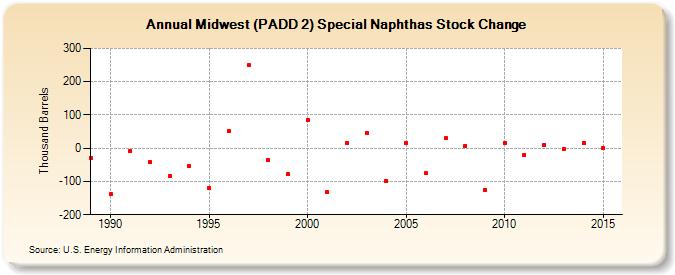 Annual Midwest (PADD 2) Special Naphthas Stock Change
Thousand Barrels
300
200
100
0
-100
-200
1990 1995 2000 2005 2010 2015
Source: U.S. Energy Information Administration